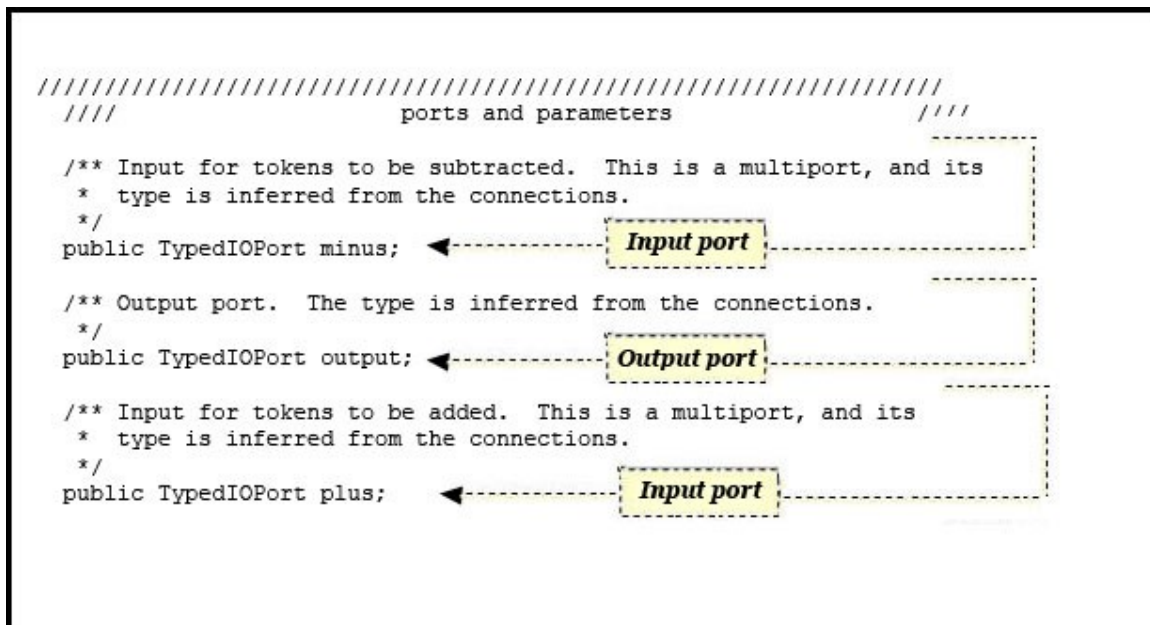 ///////////////////////////////////////////////////////////////////
//// ports and parameters ////
/** Input for tokens to be subtracted. This is a multiport, and its
* type is inferred from the connections.
*/
public TypedIOPort minus;
Input port
/** Output port. The type is inferred from the connections.
*/
public TypedIOPort output;
Output port
/** Input for tokens to be added. This is a multiport, and its
* type is inferred from the connections.
*/
public TypedIOPort plus;
Input port